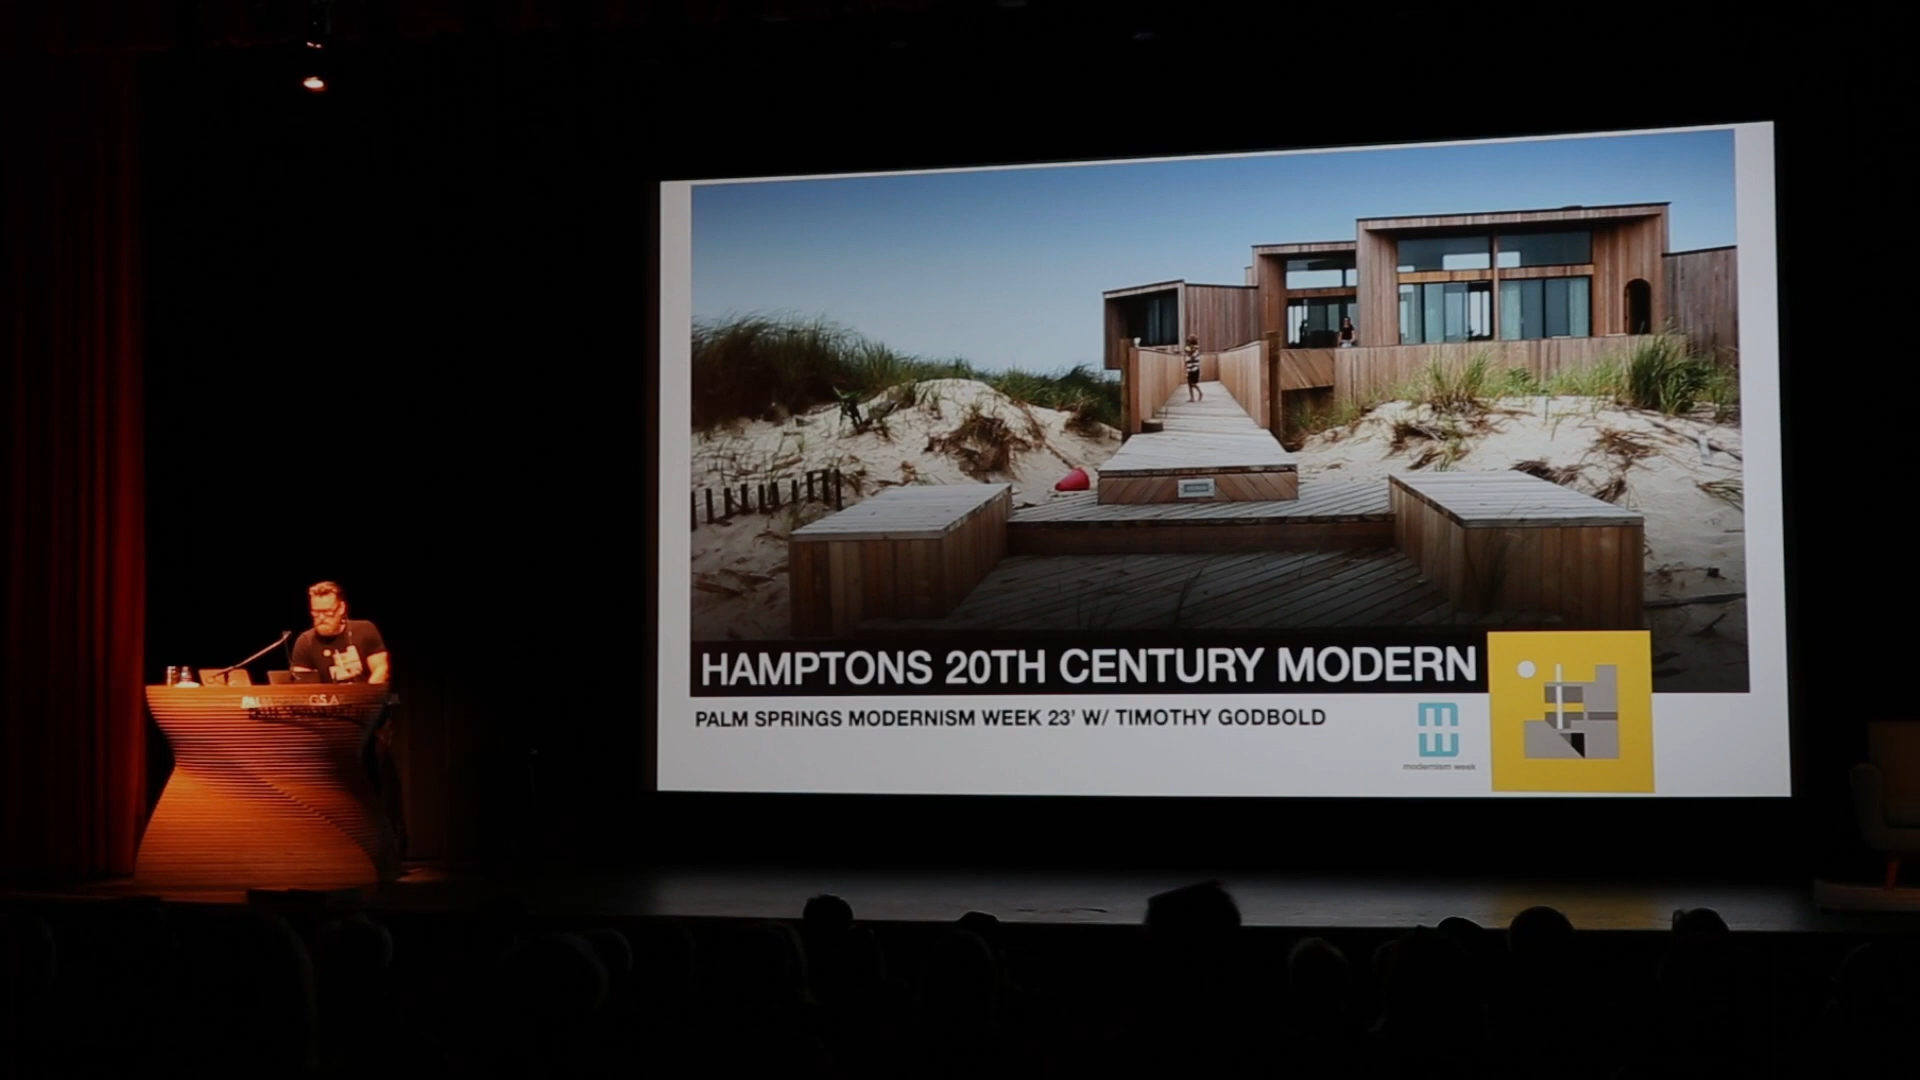 HAMPTONS 20TH CENTURY MODERN
PALM SPRINGS MODERNISM WEEK 23' W/ TIMOTHY GODBOLD
modernism week